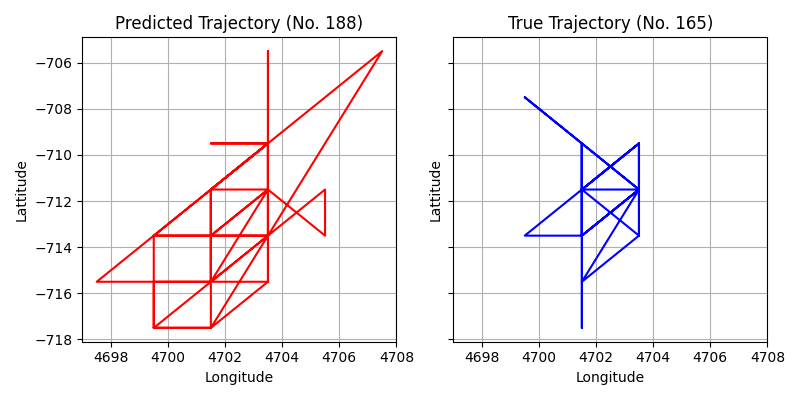 Predicted Trajectory (No. 188)
True Trajectory (No. 165)
Lattitude
−706
−708
−710
−712
−714
−716
−718
4698 4700 4702 4704 4706 4708
Longitude
Lattitude
4698 4700 4702 4704 4706 4708
Longitude